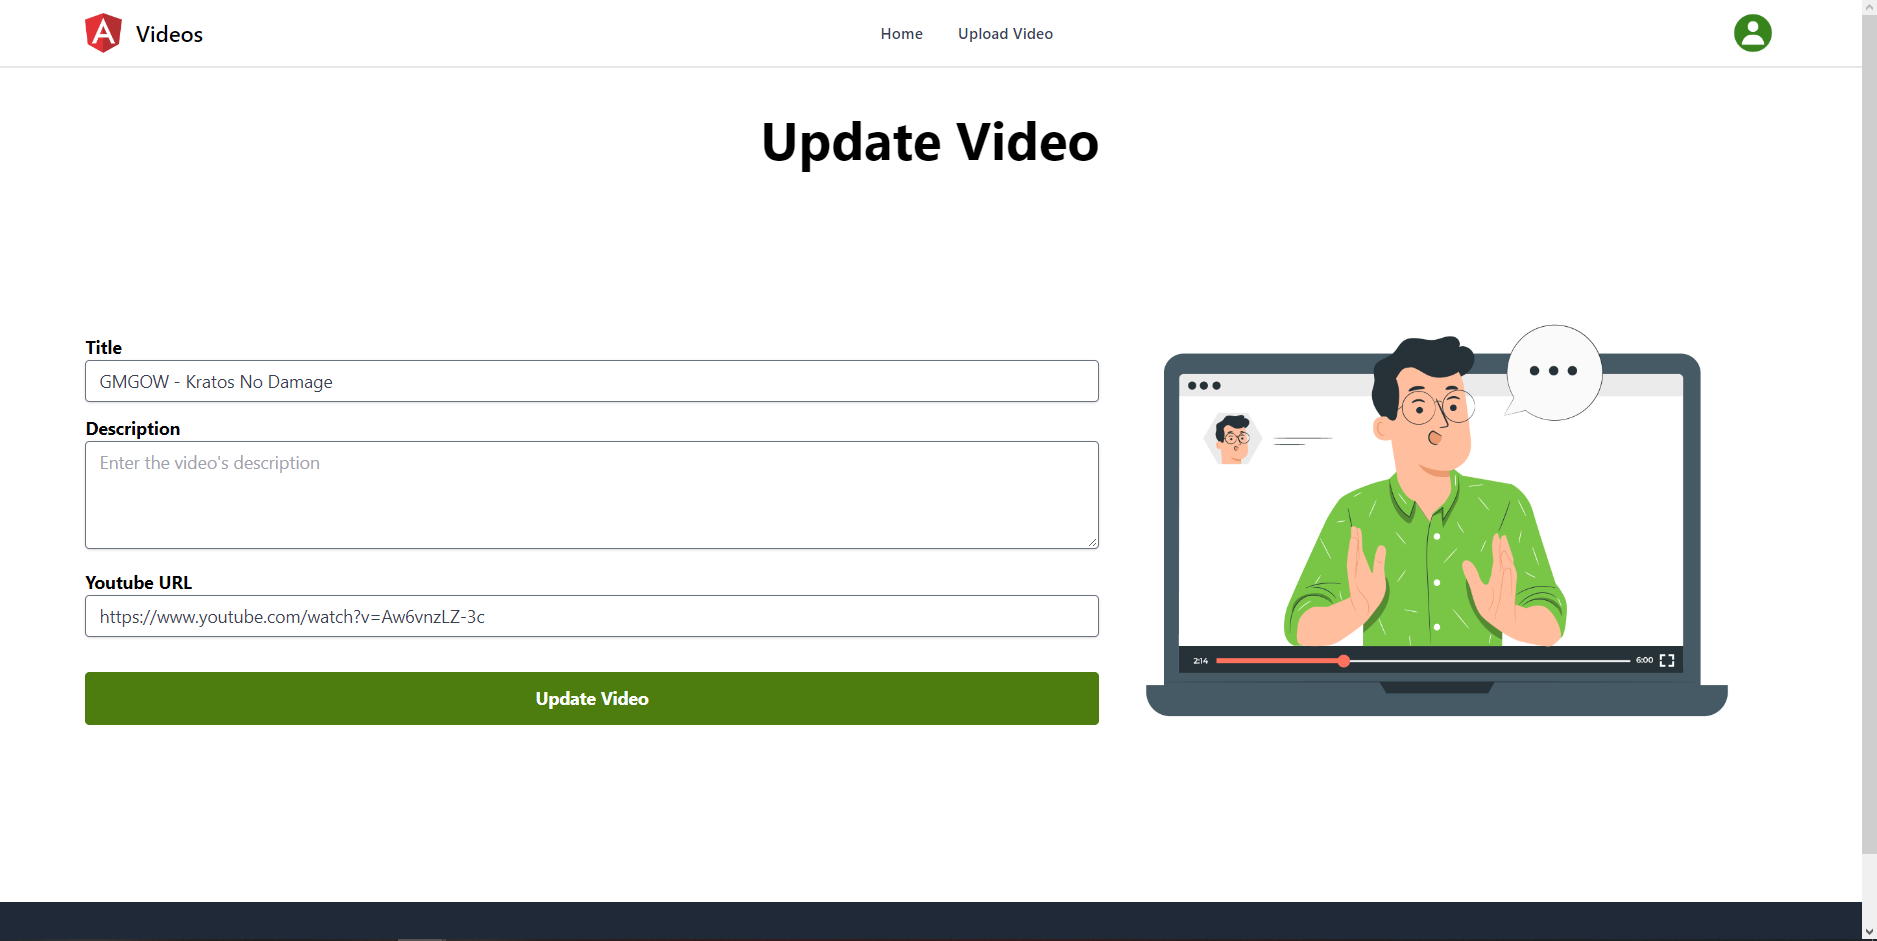 A Videos
Home
Upload Video
Update Video
Title
GMGOW - Kratos No Damage
Description
Enter the video's description
Youtube URL
https://www.youtube.com/watch?v=Aw6vnzLZ-3c
Update Video
2:14
6:00